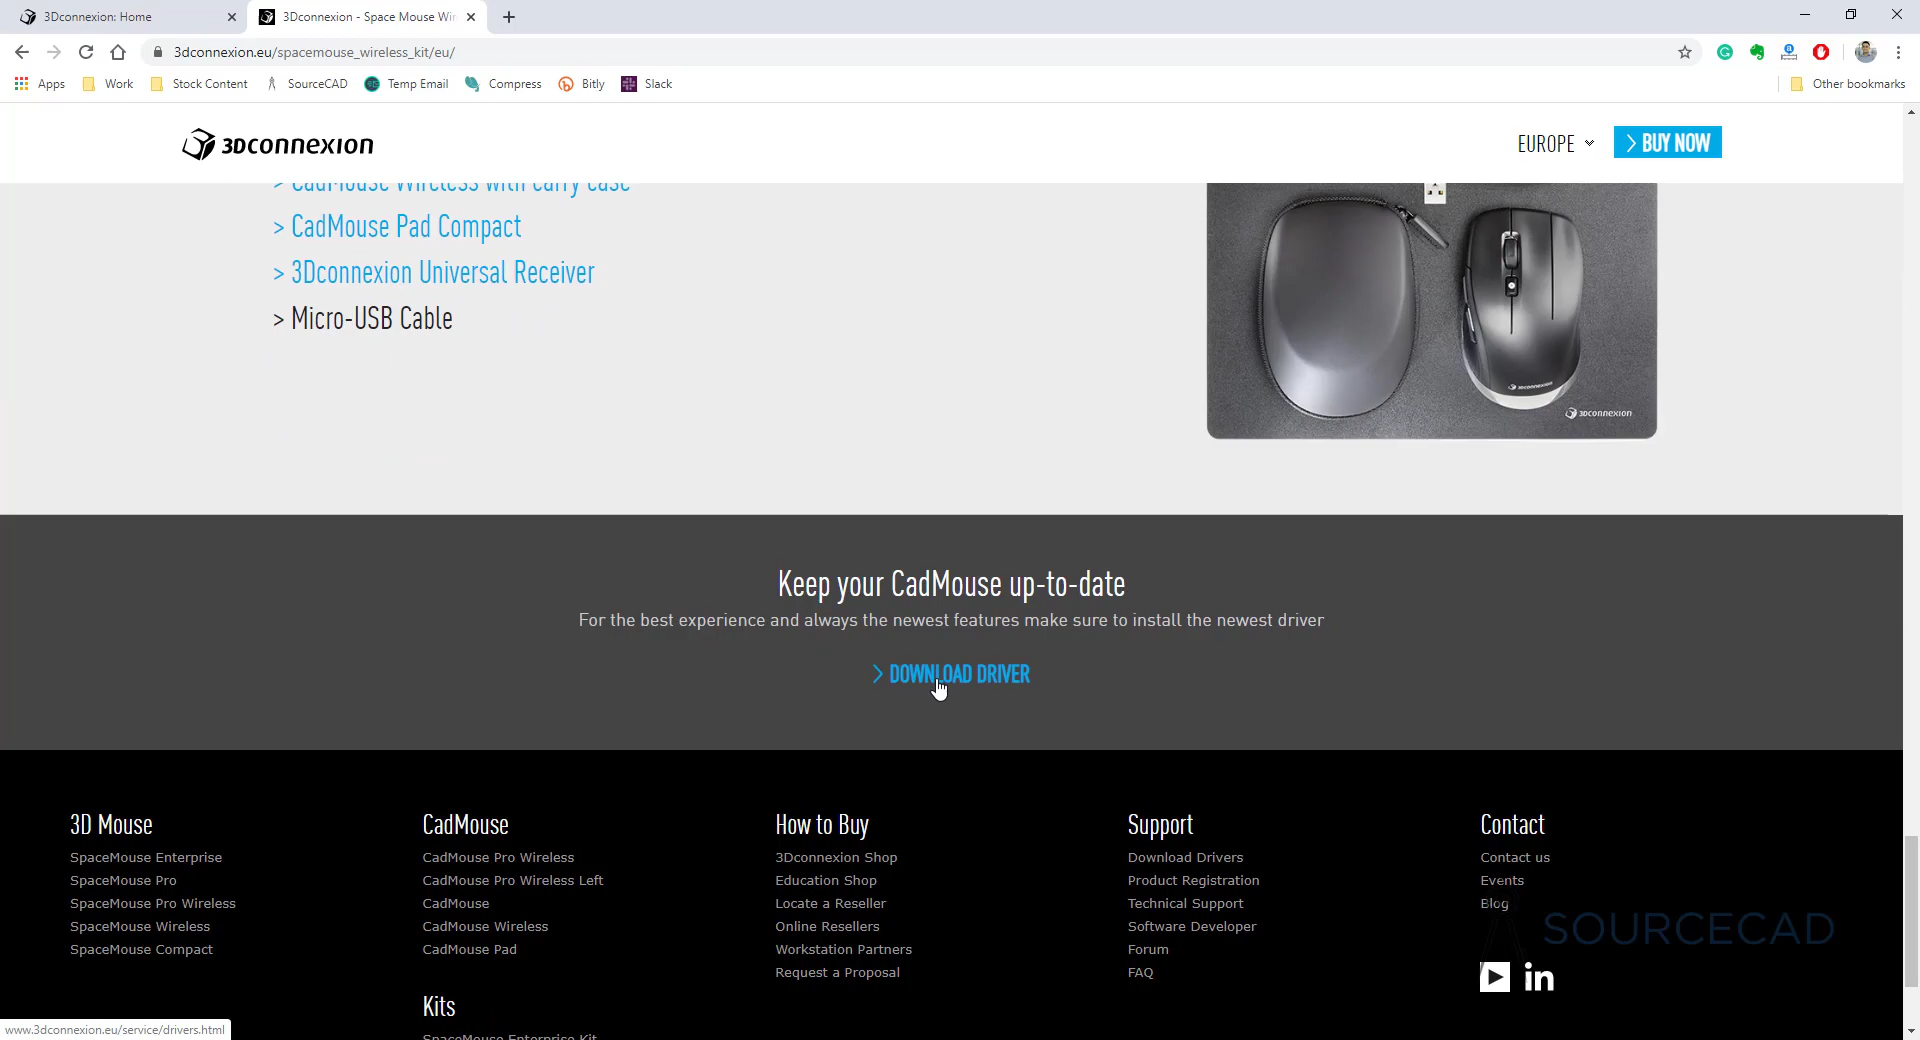 3Dconnexion: Home
3Dconnexion - Space Mouse Wir
3dconnexion.eu/spacemouse_wireless_kit/eu/
Apps Work Stock Content SourceCAD Temp Email Compress Bitly Slack Other bookmarks
3Dconnexion
EUROPE
BUY NOW
> CadMouse Wireless with carry case
> CadMouse Pad Compact
> 3Dconnexion Universal Receiver
> Micro-USB Cable
3Dconnexion
3Dconnexion
Keep your CadMouse up-to-date
For the best experience and always the newest features make sure to install the newest driver
> DOWNLOAD DRIVER
3D Mouse
SpaceMouse Enterprise
SpaceMouse Pro
SpaceMouse Pro Wireless
SpaceMouse Wireless
SpaceMouse Compact
CadMouse
CadMouse Pro Wireless
CadMouse Pro Wireless Left
CadMouse
CadMouse Wireless
CadMouse Pad
Kits
SpaceMouse Enterprise Kit
How to Buy
3Dconnexion Shop
Education Shop
Locate a Reseller
Online Resellers
Workstation Partners
Request a Proposal
Support
Download Drivers
Product Registration
Technical Support
Software Developer
Forum
FAQ
Contact
Contact us
Events
Blog
SOURCECAD
in
www.3dconnexion.eu/service/drivers.html